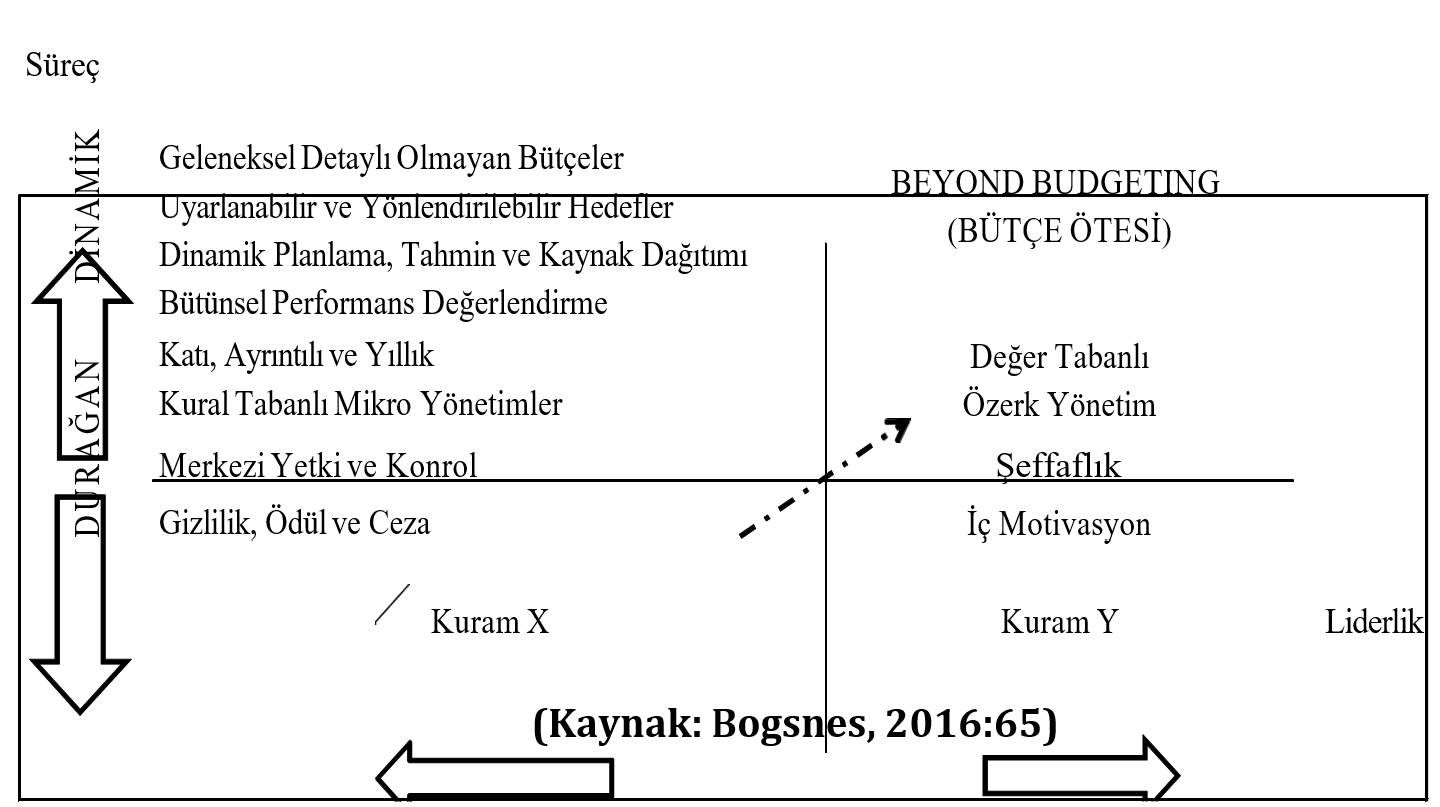 Süreç
DİNAMİK
DURAĞAN
Geleneksel Detaylı Olmayan Bütçeler
Uyarlanabilir ve Yönlendirilebilir Hedefler
Dinamik Planlama, Tahmin ve Kaynak Dağıtımı
Bütünsel Performans Değerlendirme
Katı, Ayrıntılı ve Yıllık
Kural Tabanlı Mikro Yönetimler
Merkezi Yetki ve Konrol
Gizlilik, Ödül ve Ceza
BEYOND BUDGETING
(BÜTÇE ÖTESİ)
Değer Tabanlı
Özerk Yönetim
Şeffaflık
İç Motivasyon
Kuram X
Kuram Y
Liderlik
(Kaynak: Bogsnes, 2016:65)